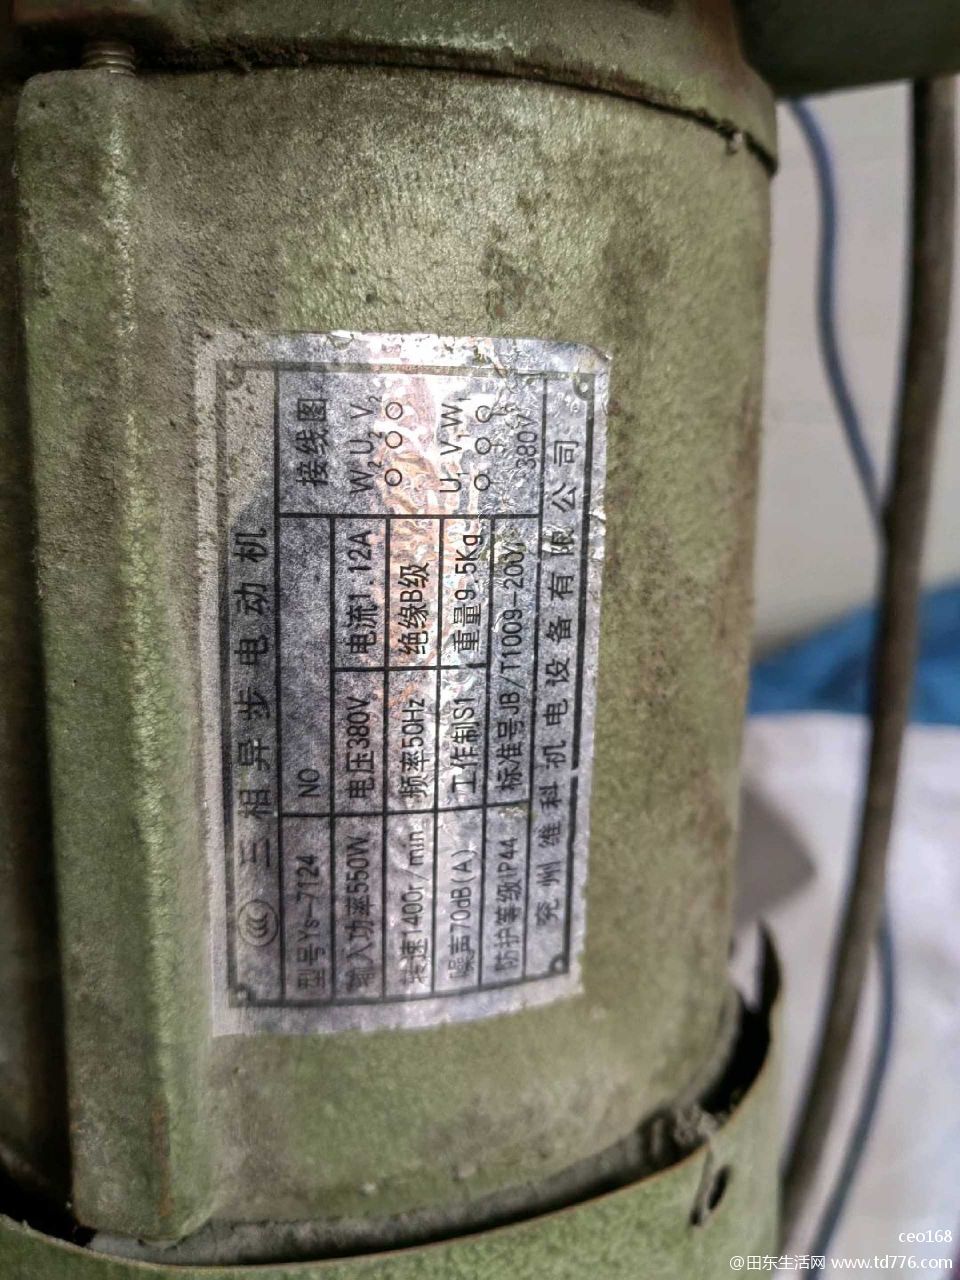 三相异步电动机
型号Ys-7124 NO 接线图
输入功率550W 电压380V 电流1.12A W₂ U₂ V₂
转速1400r/min 频率50Hz 绝缘B级
噪声70dB(A) 工作制S1 重量9.5Kg U₁ V₁ W₁
防护等级IP44 标准号JB/T1009-2007 380V
兖州维科机电设备有限公司
ceo168
@田东生活网 www.td776.com